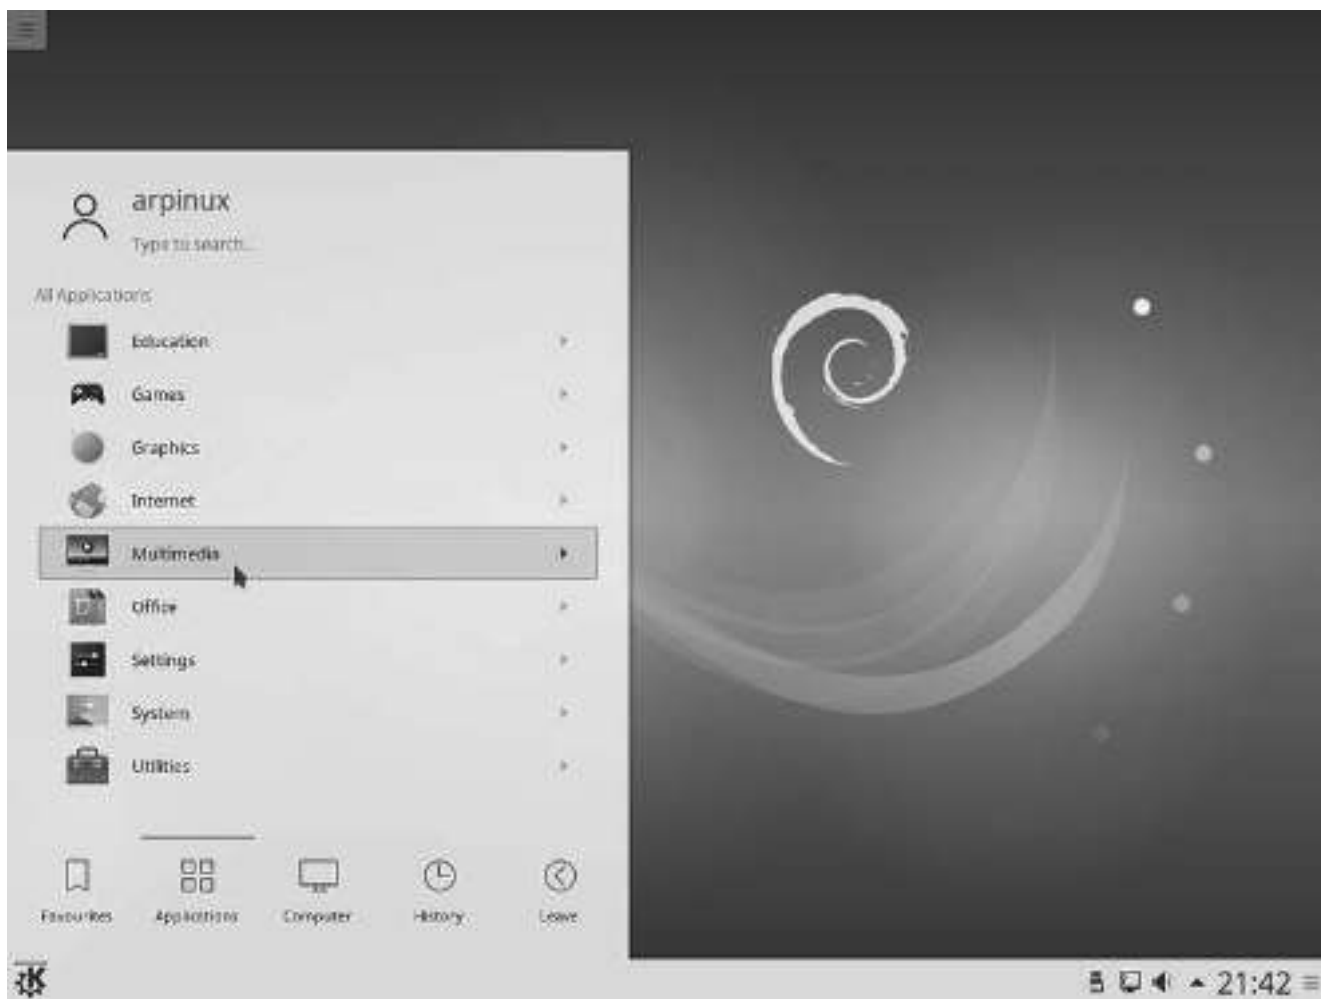 arpinux
Type to search...
All Applications
Education
Games
Graphics
Internet
Multimedia
Office
Settings
System
Utilities
Favourites Applications Computer History Leave
21:42